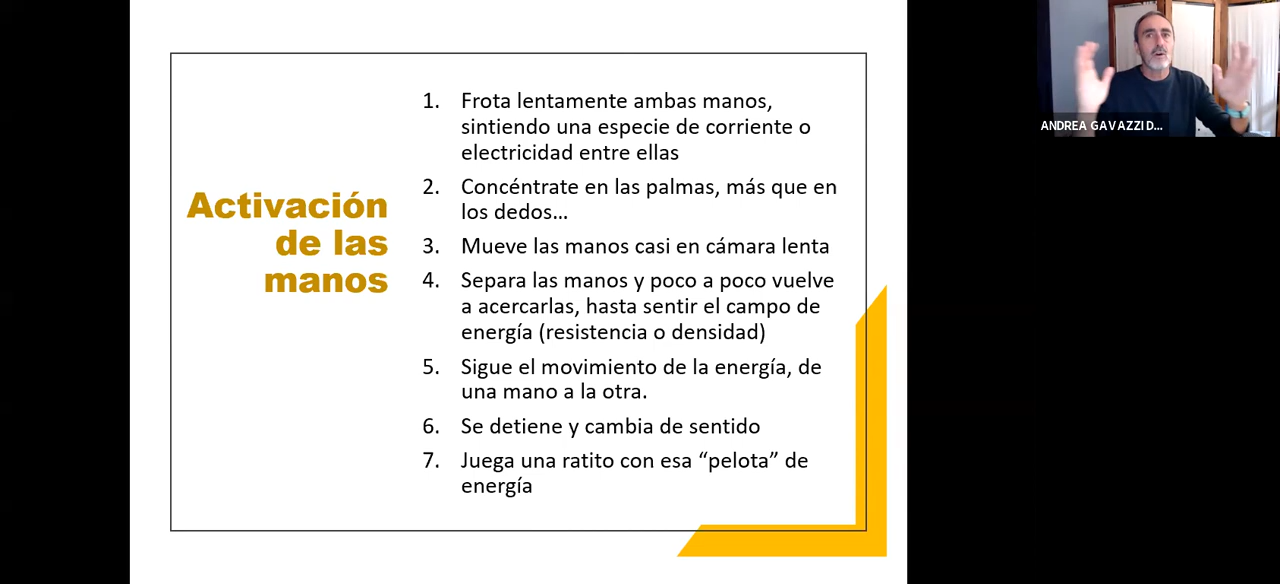 Activación
de las
manos
1. Frota lentamente ambas manos,
sintiendo una especie de corriente o
electricidad entre ellas
2. Concéntrate en las palmas, más que en
los dedos...
3. Mueve las manos casi en cámara lenta
4. Separa las manos y poco a poco vuelve
a acercarlas, hasta sentir el campo de
energía (resistencia o densidad)
5. Sigue el movimiento de la energía, de
una mano a la otra.
6. Se detiene y cambia de sentido
7. Juega una ratito con esa “pelota” de
energía
ANDREA GAVAZZI D...